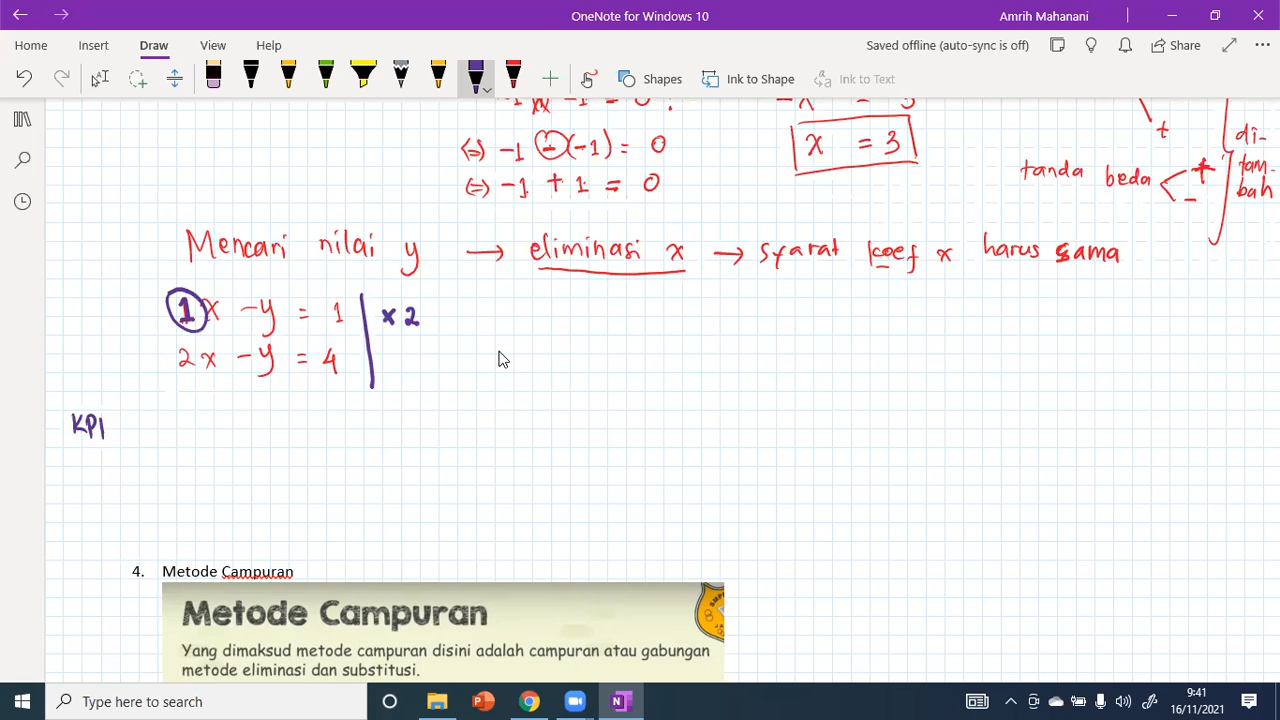 OneNote for Windows 10
Amrih Mahanani
Home Insert Draw View Help
Saved offline (auto-sync is off)
Share
Shapes
Ink to Shape
Ink to Text
⇔ -1 - (-1) = 0
x = 3
⇔ -1 + 1 = 0
t
tanda beda < + -
di-
tam-
bah
Mencari nilai y → eliminasi x → syarat koef x harus sama
1x - y = 1 | x 2
2x - y = 4
KPK
4. Metode Campuran
Metode Campuran
Yang dimaksud metode campuran disini adalah campuran atau gabungan
metode eliminasi dan substitusi.
Type here to search
9:41
16/11/2021